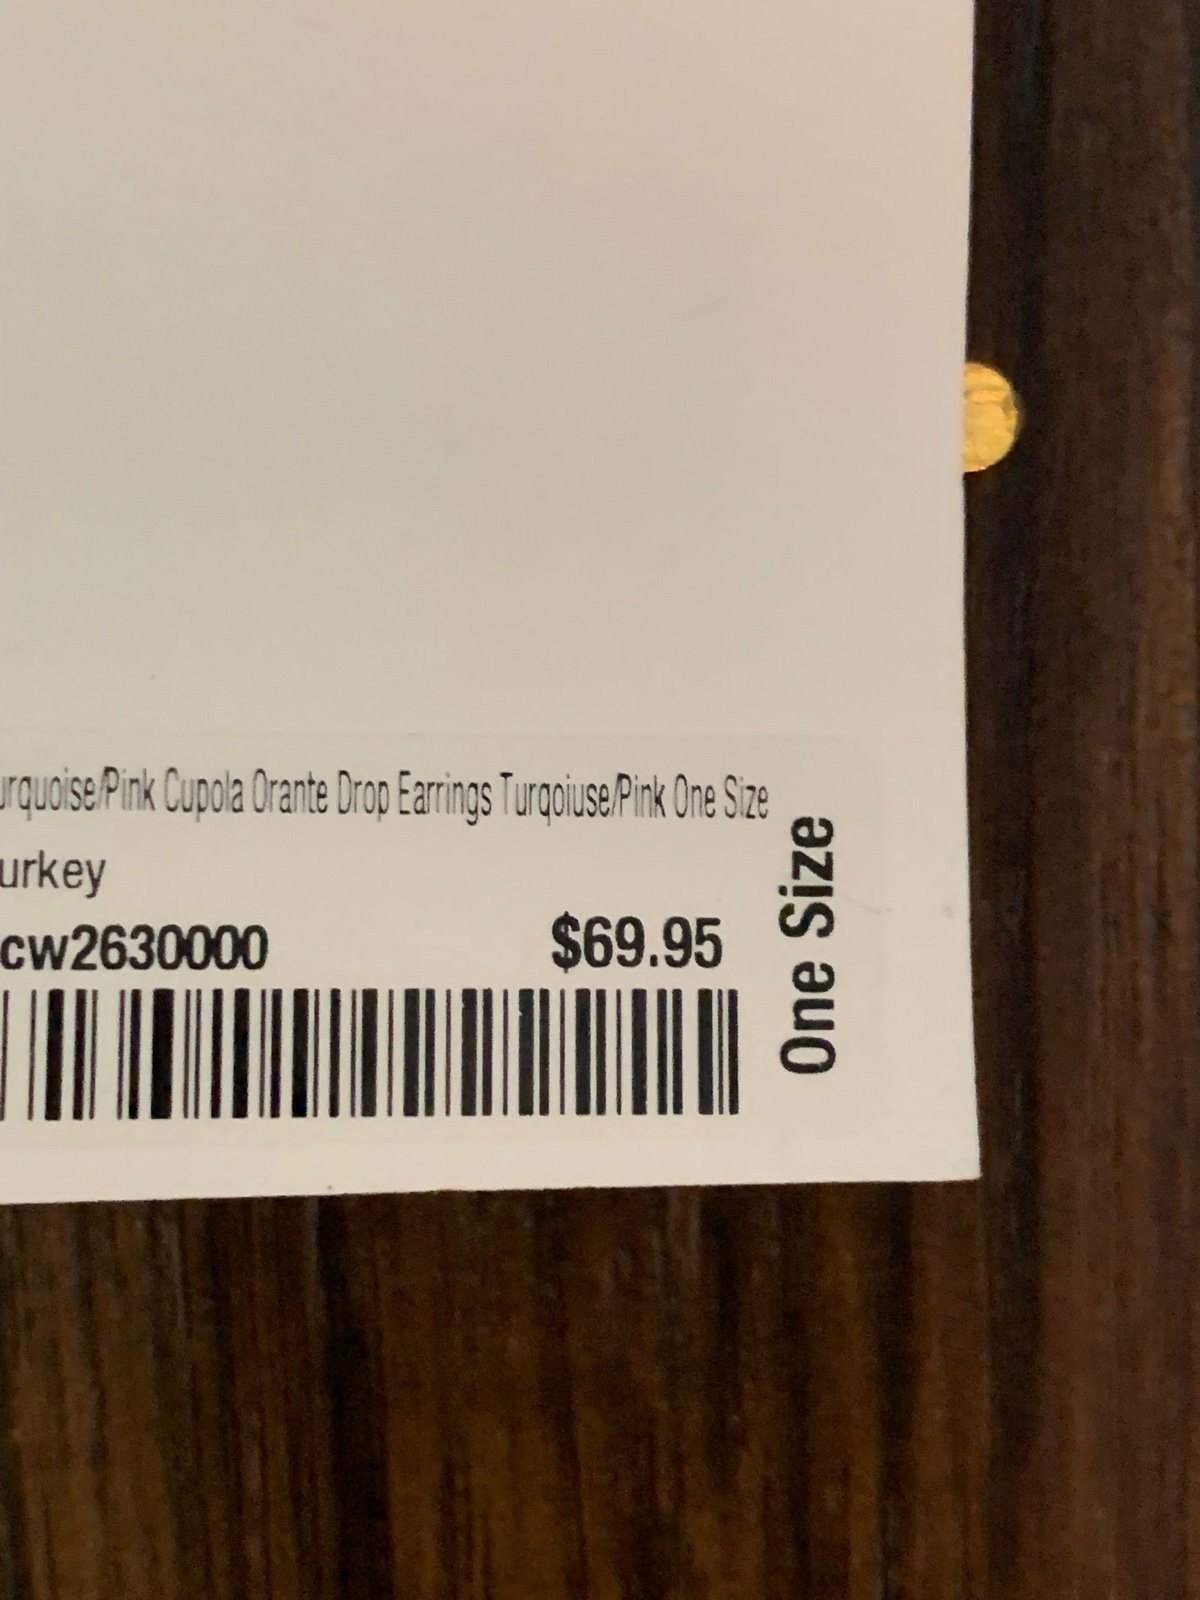 urquoise/Pink Cupola Orante Drop Earrings Turqoiuse/Pink One Size
urkey
cw2630000 $69.95
One Size